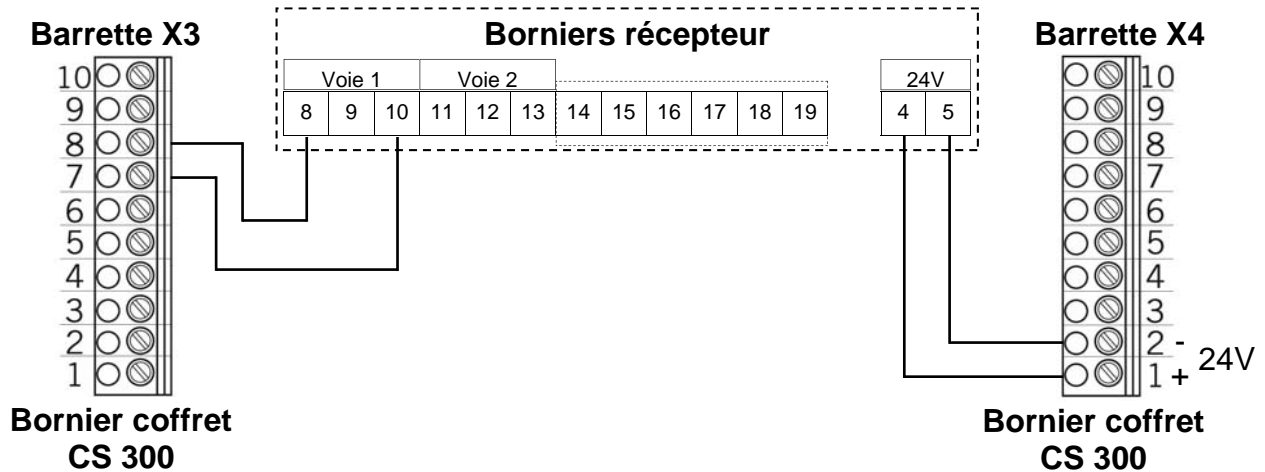 Barrette X3
Borniers récepteur
Barrette X4
Voie 1 Voie 2 24V
8 9 10 11 12 13 14 15 16 17 18 19 4 5
10
9
8
7
6
5
4
3
2
1
10
9
8
7
6
5
4
3
2 -
1 +
24V
Bornier coffret
CS 300
Bornier coffret
CS 300